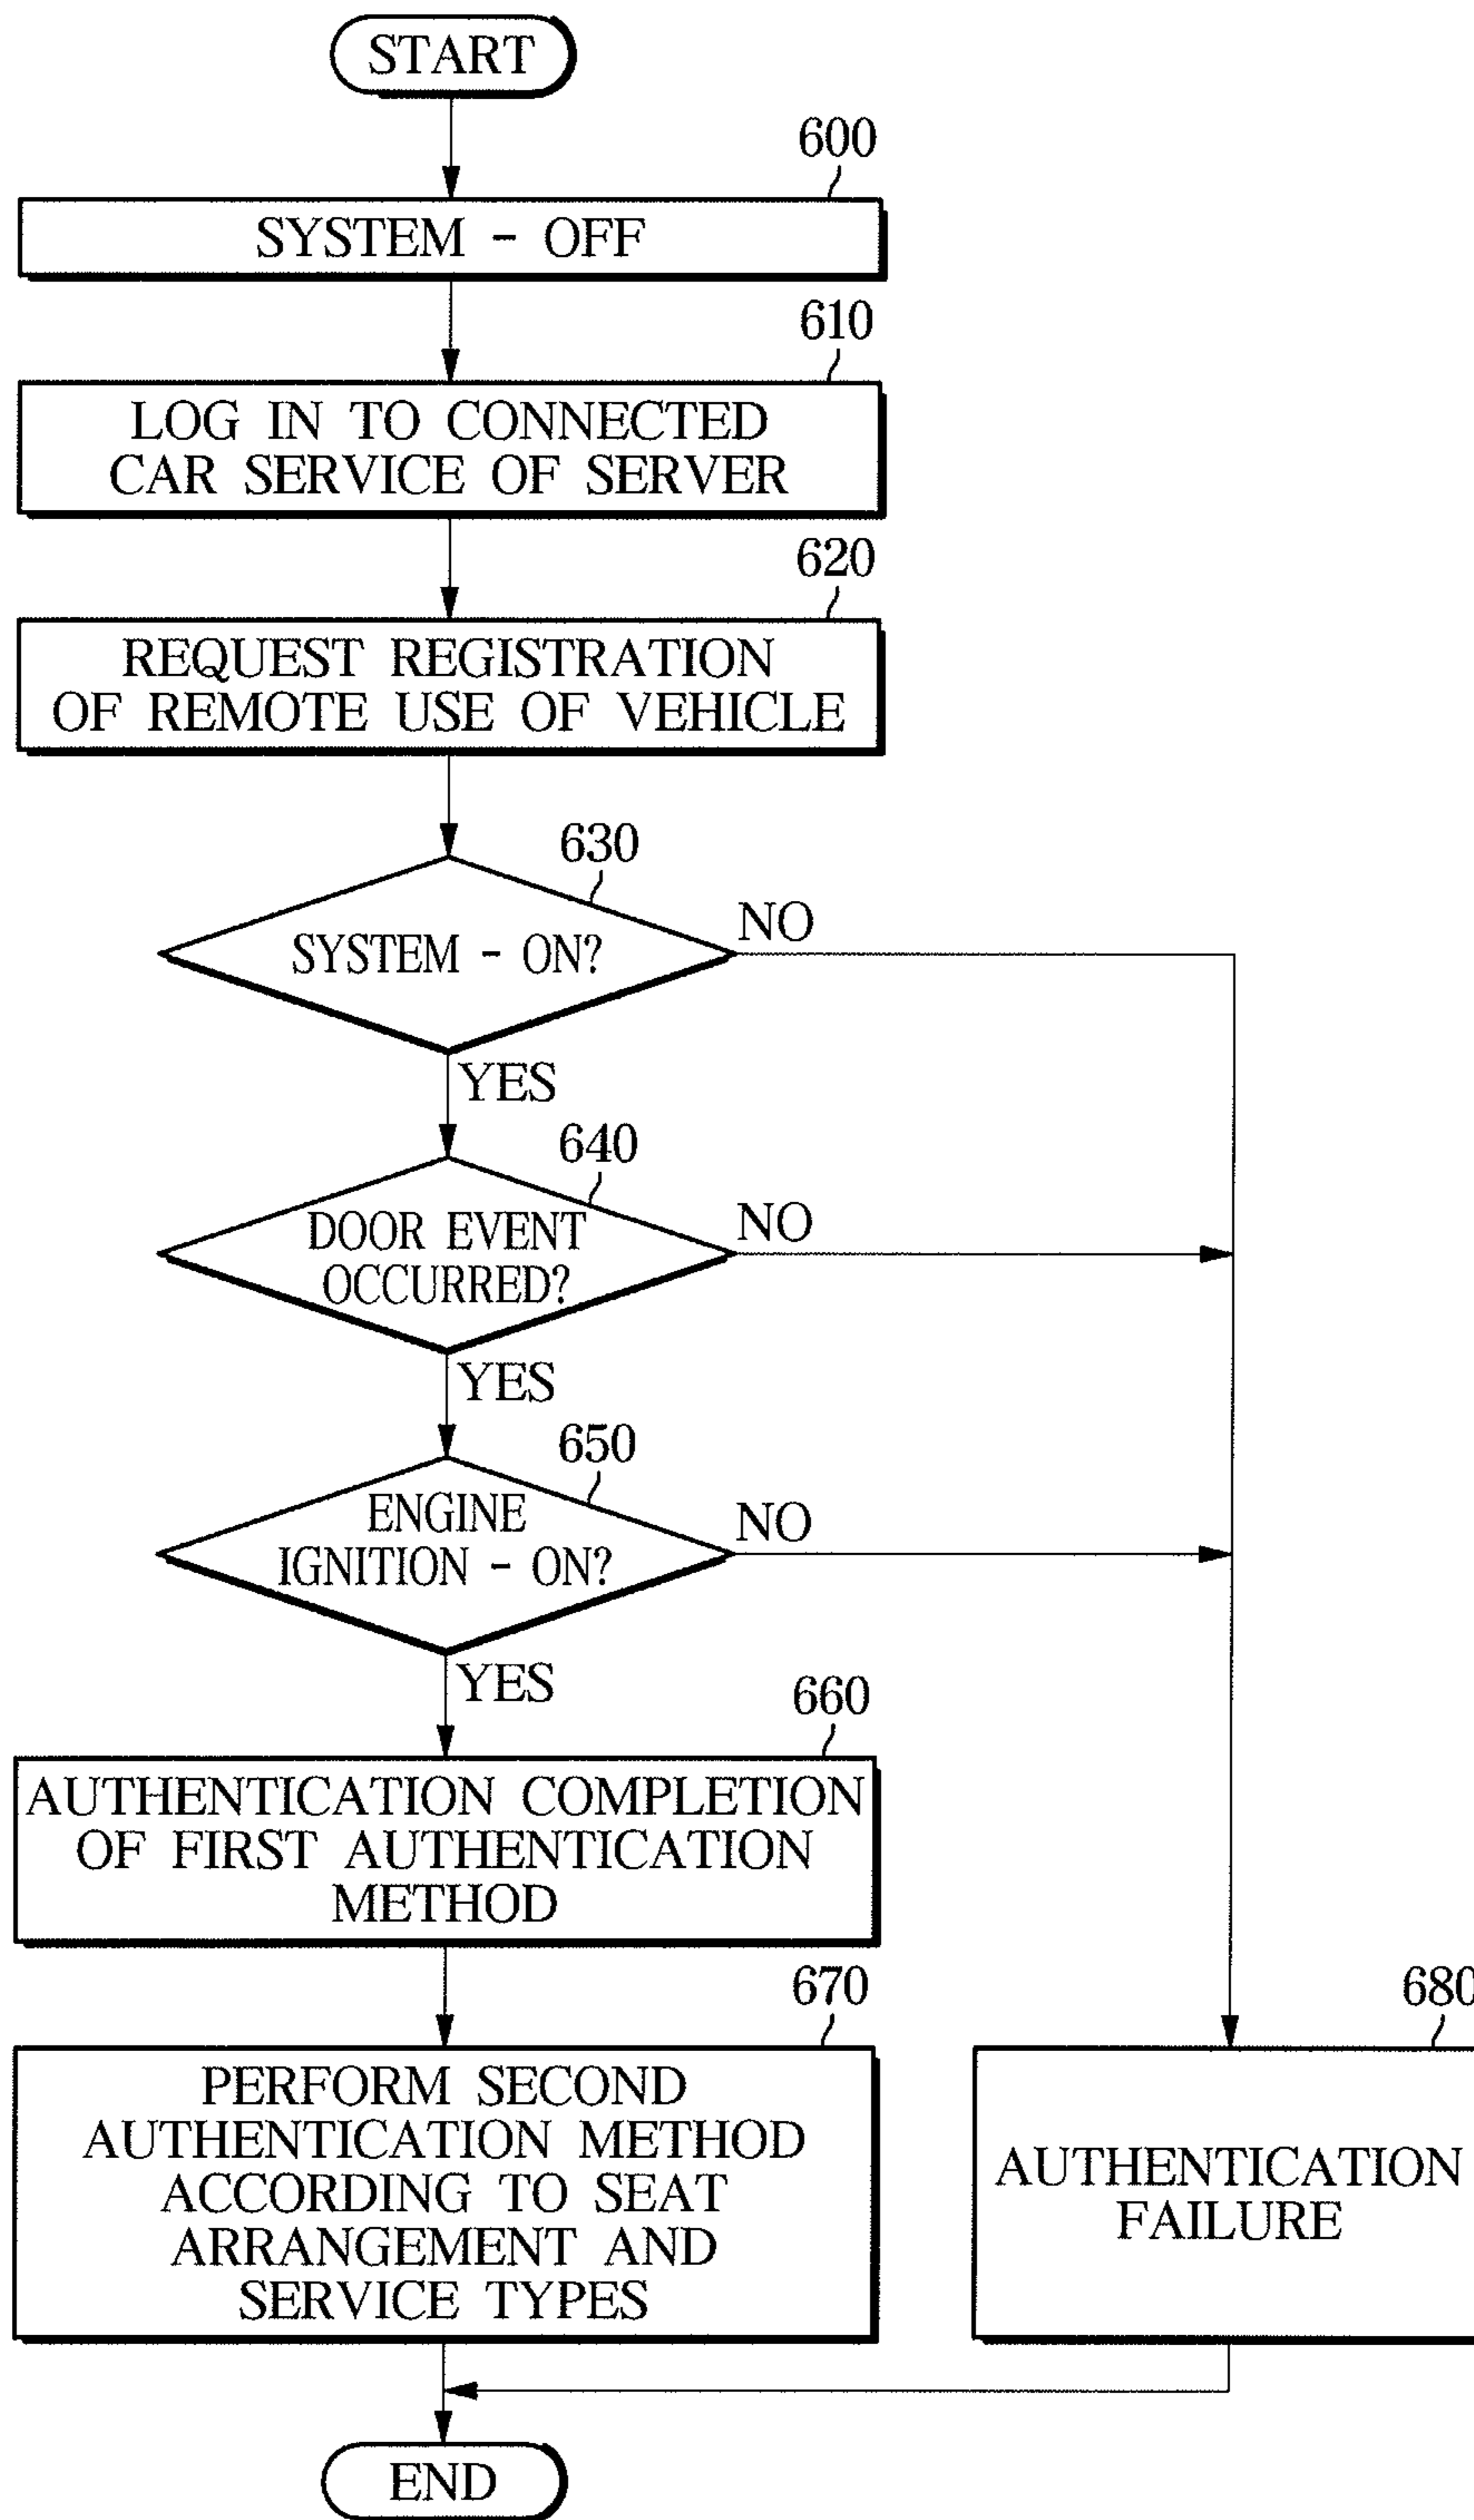 START
600
SYSTEM - OFF
610
LOG IN TO CONNECTED
CAR SERVICE OF SERVER
620
REQUEST REGISTRATION
OF REMOTE USE OF VEHICLE
630
SYSTEM - ON?
NO
YES
640
DOOR EVENT
OCCURRED?
NO
YES
650
ENGINE
IGNITION - ON?
NO
YES
660
AUTHENTICATION COMPLETION
OF FIRST AUTHENTICATION
METHOD
670
PERFORM SECOND
AUTHENTICATION METHOD
ACCORDING TO SEAT
ARRANGEMENT AND
SERVICE TYPES
680
AUTHENTICATION
FAILURE
END